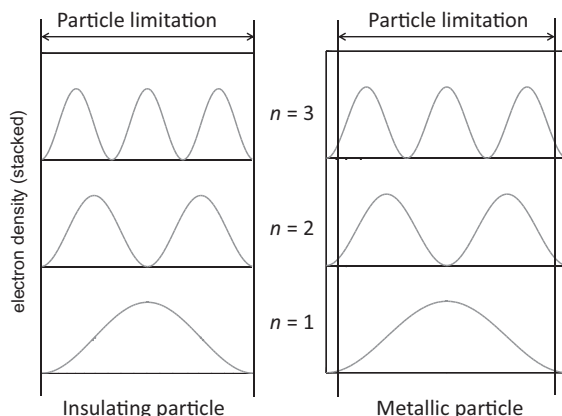 Particle limitation
Particle limitation
electron density (stacked)
n = 3
n = 2
n = 1
Insulating particle
Metallic particle